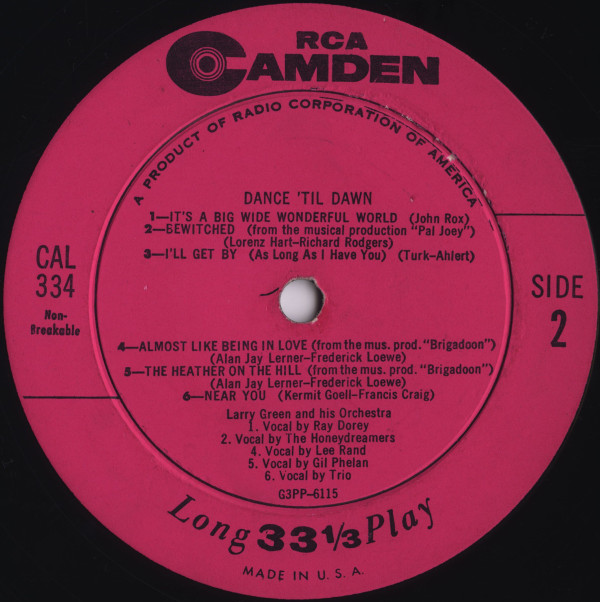 RCA
CAMDEN
A PRODUCT OF RADIO CORPORATION OF AMERICA
DANCE 'TIL DAWN
1—IT'S A BIG WIDE WONDERFUL WORLD (John Rox)
2—BEWITCHED (from the musical production "Pal Joey")
(Lorenz Hart-Richard Rodgers)
3—I'LL GET BY (As Long As I Have You) (Turk-Ahlert)
CAL
334
Non-
Breakable
SIDE
2
4—ALMOST LIKE BEING IN LOVE (from the mus. prod. "Brigadoon")
(Alan Jay Lerner-Frederick Loewe)
5—THE HEATHER ON THE HILL (from the mus. prod. "Brigadoon")
(Alan Jay Lerner-Frederick Loewe)
6—NEAR YOU (Kermit Goell-Francis Craig)
Larry Green and his Orchestra
1. Vocal by Ray Dorey
2. Vocal by The Honeydreamers
4. Vocal by Lee Rand
5. Vocal by Gil Phelan
6. Vocal by Trio
G3PP-6115
Long 33 1/3 Play
MADE IN U. S. A.